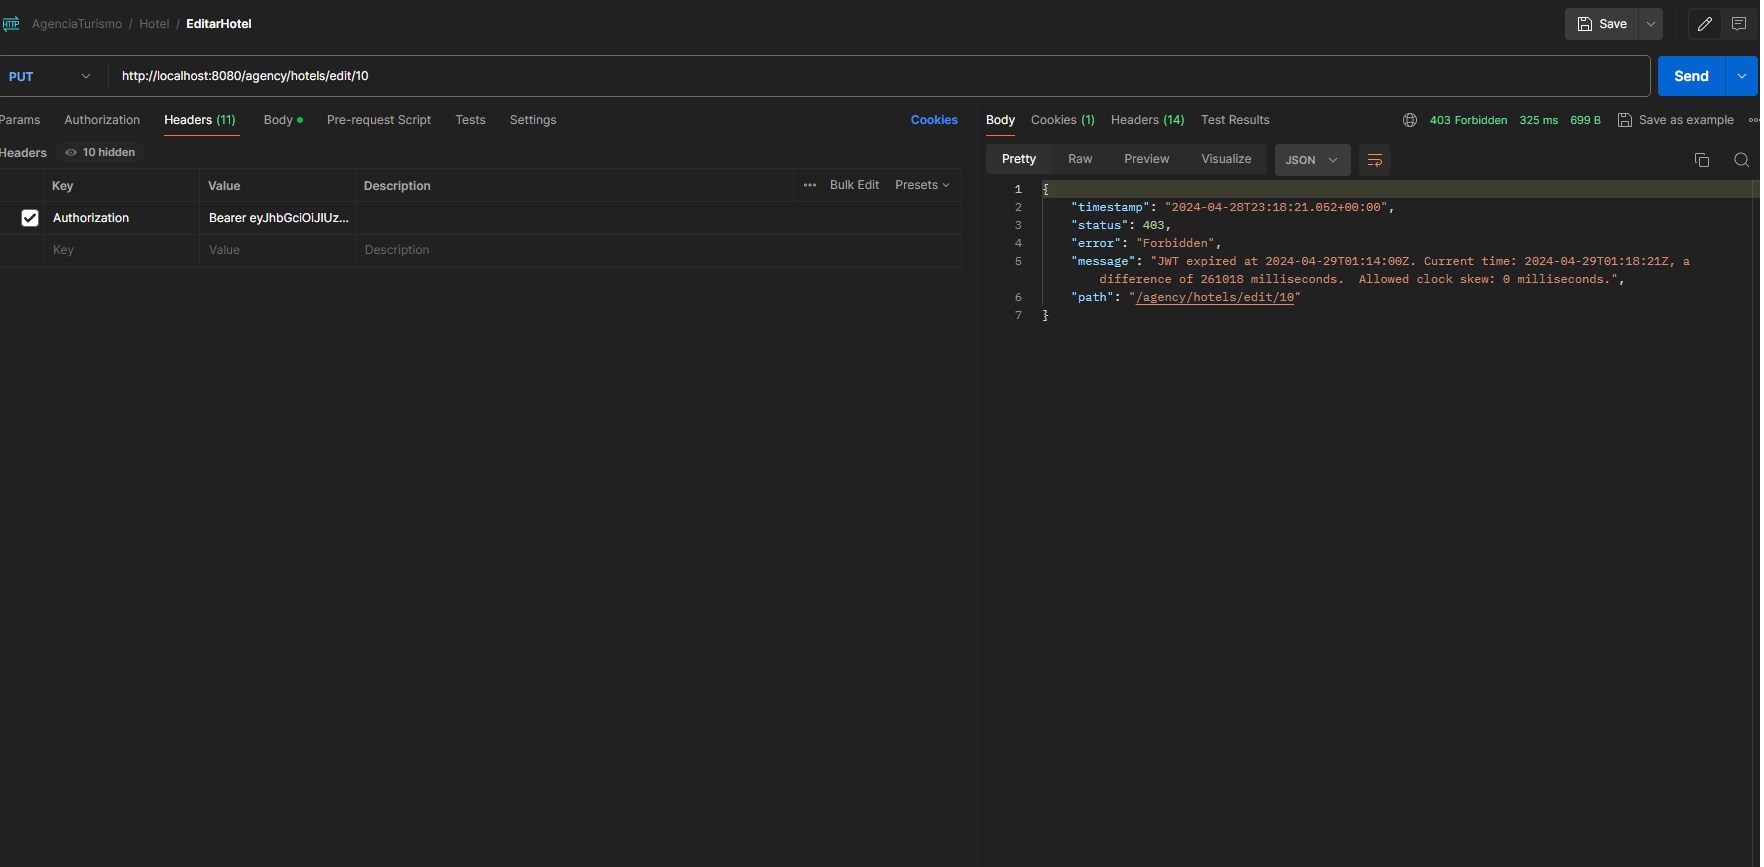 HTTP AgenciaTurismo / Hotel / EditarHotel
Save
PUT http://localhost:8080/agency/hotels/edit/10
Send
Params Authorization Headers (11) Body Pre-request Script Tests Settings Cookies
Headers 10 hidden
Key Value Description ... Bulk Edit Presets
Authorization Bearer eyJhbGciOiJIUz...
Key Value Description
Body Cookies (1) Headers (14) Test Results 403 Forbidden 325 ms 699 B Save as example
Pretty Raw Preview Visualize JSON
1 {
2 "timestamp": "2024-04-28T23:18:21.052+00:00",
3 "status": 403,
4 "error": "Forbidden",
5 "message": "JWT expired at 2024-04-29T01:14:00Z. Current time: 2024-04-29T01:18:21Z, a
difference of 261018 milliseconds.  Allowed clock skew: 0 milliseconds.",
6 "path": "/agency/hotels/edit/10"
7 }